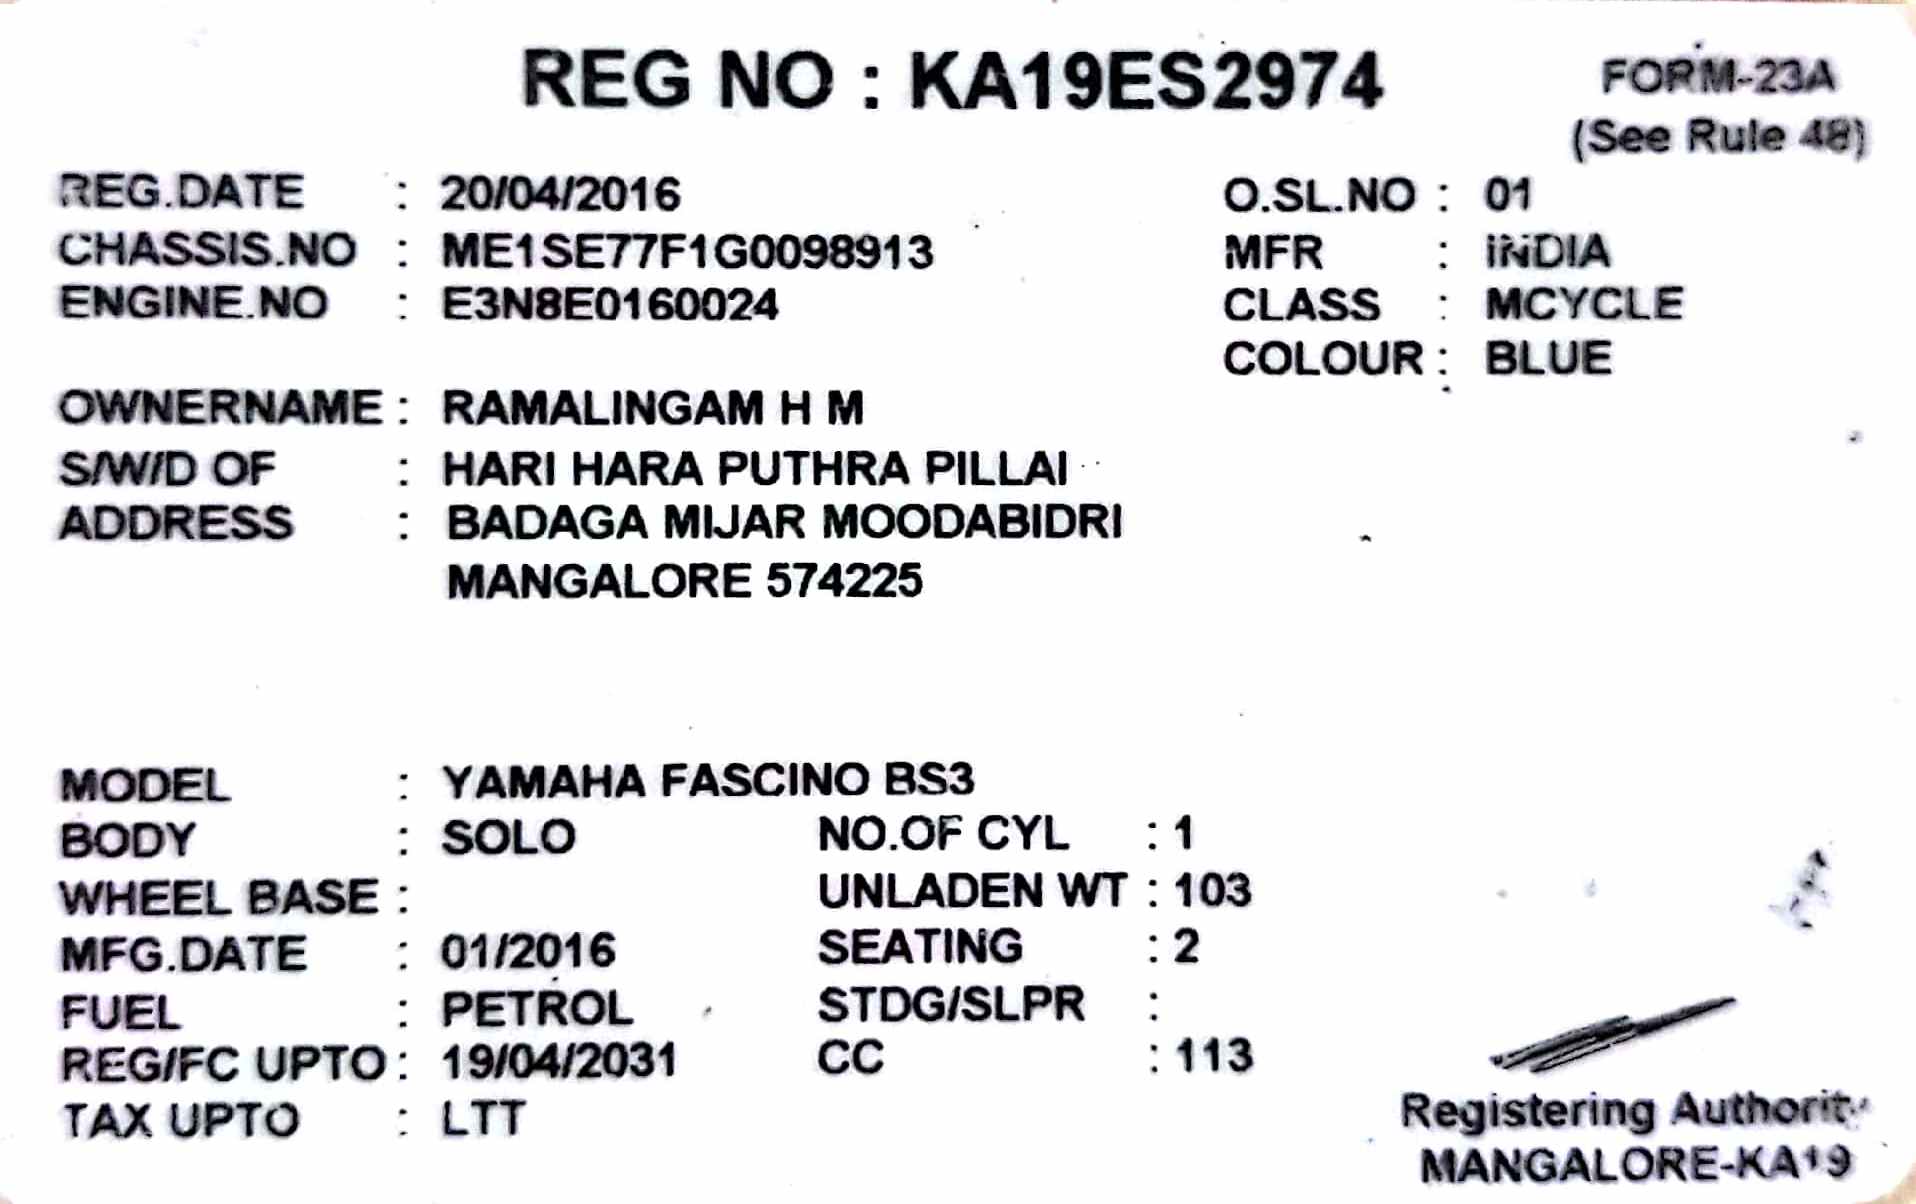 REG NO : KA19ES2974
FORM-23A
(See Rule 48)
REG.DATE : 20/04/2016
O.SL.NO : 01
CHASSIS.NO : ME1SE77F1G0098913
MFR : INDIA
ENGINE.NO : E3N8E0160024
CLASS : MCYCLE
COLOUR : BLUE
OWNERNAME : RAMALINGAM H M
S/W/D OF : HARI HARA PUTHRA PILLAI
ADDRESS : BADAGA MIJAR MOODABIDRI
MANGALORE 574225
MODEL : YAMAHA FASCINO BS3
BODY : SOLO
NO.OF CYL : 1
WHEEL BASE :
UNLADEN WT : 103
MFG.DATE : 01/2016
SEATING : 2
FUEL : PETROL
STDG/SLPR :
REG/FC UPTO : 19/04/2031
CC : 113
TAX UPTO : LTT
Registering Authority
MANGALORE-KA19